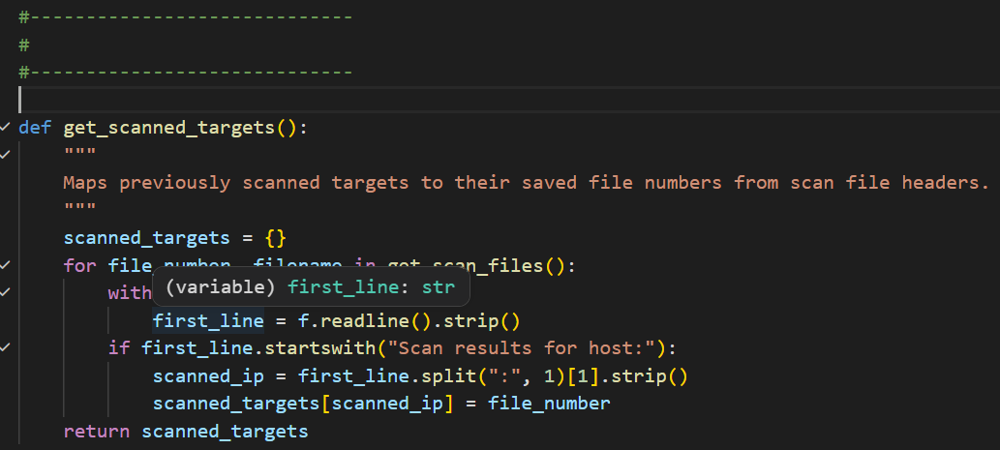 #-----------------------------
#
#-----------------------------
def get_scanned_targets():
"""
Maps previously scanned targets to their saved file numbers from scan file headers.
"""
scanned_targets = {}
for file_number, filename in get_scan_files():
with
(variable) first_line: str
first_line = f.readline().strip()
if first_line.startswith("Scan results for host:"):
scanned_ip = first_line.split(":", 1)[1].strip()
scanned_targets[scanned_ip] = file_number
return scanned_targets